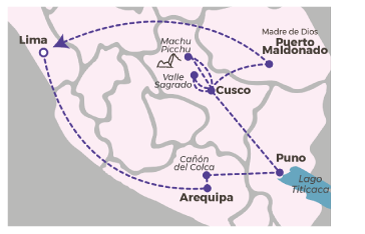 Lima
Machu
Picchu
Valle
Sagrado
Cusco
Madre de Dios
Puerto
Maldonado
Cañón
del Colca
Arequipa
Puno
Lago
Titicaca